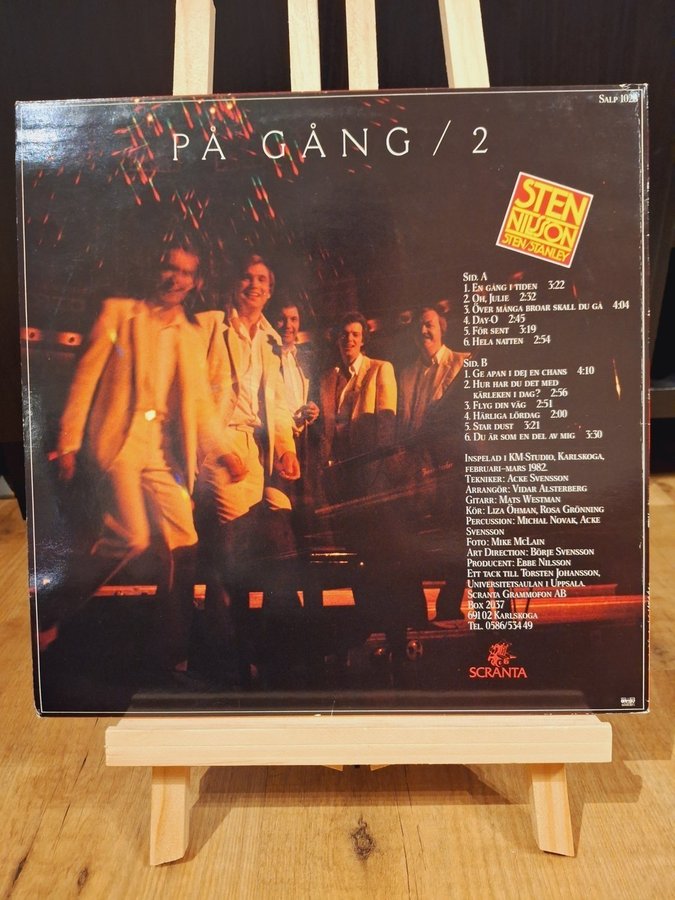 SALP 1028
PÅ GÅNG / 2
STEN
NILSSON
STEN/STANLEY
SID. A
1. EN GÅNG I TIDEN 3:22
2. OH, JULIE 2:32
3. ÖVER MÅNGA BROAR SKALL DU GÅ 4:04
4. DAY-O 2:45
5. FÖR SENT 3:19
6. HELA NATTEN 2:54
SID. B
1. GE APAN I DEJ EN CHANS 4:10
2. HUR HAR DU DET MED
KÄRLEKEN I DAG? 2:56
3. FLYG DIN VÄG 2:51
4. HÄRLIGA LÖRDAG 2:00
5. STAR DUST 3:21
6. DU ÄR SOM EN DEL AV MIG 3:30
INSPELAD I KM-STUDIO, KARLSKOGA,
FEBRUARI–MARS 1982.
TEKNIKER: ACKE SVENSSON
ARRANGÖR: VIDAR ALSTERBERG
GITARR: MATS WESTMAN
KÖR: LIZA ÖHMAN, ROSA GRÖNNING
PERCUSSION: MICHAL NOVAK, ACKE
SVENSSON
FOTO: MIKE MCLAIN
ART DIRECTION: BÖRJE SVENSSON
PRODUCENT: EBBE NILSSON
ETT TACK TILL TORSTEN JOHANSSON,
UNIVERSITETSAULAN I UPPSALA.
SCRANTA GRAMMOFON AB
BOX 2037
691 02 KARLSKOGA
TEL. 0586/534 49
SCRANTA